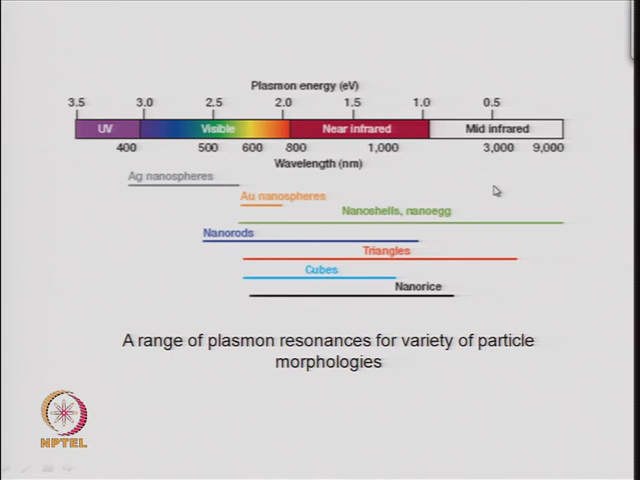 Plasmon energy (eV)
3.5 3.0 2.5 2.0 1.5 1.0 0.5
UV Visible Near infrared Mid infrared
400 500 600 800 1,000 3,000 9,000
Wavelength (nm)
Ag nanospheres
Au nanospheres
Nanoshells, nanoegg
Nanorods
Triangles
Cubes
Nanorice
A range of plasmon resonances for variety of particle
morphologies
NPTEL